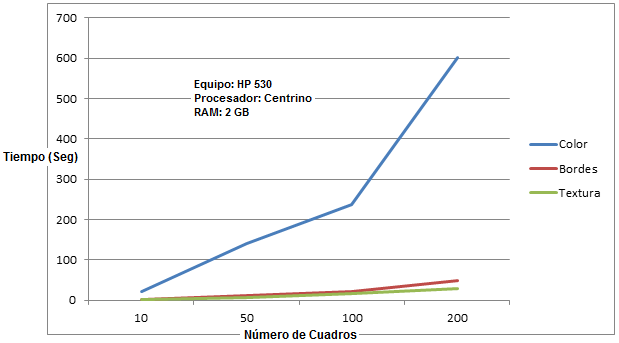 700
600
500
400
300
200
100
0
Tiempo (Seg)
Equipo: HP 530
Procesador: Centrino
RAM: 2 GB
Color
Bordes
Textura
10 50 100 200
Número de Cuadros